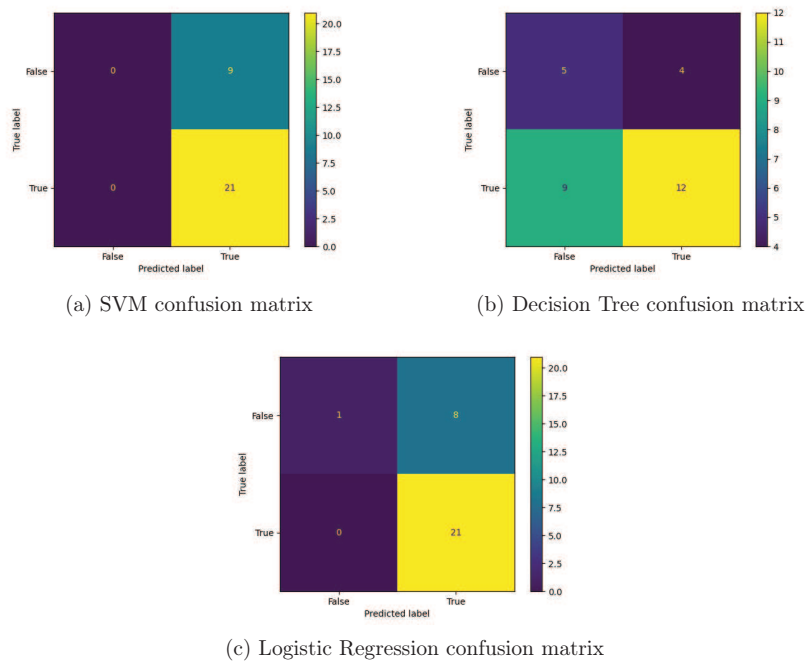 False
0
9
True
0
21
False
True
True label
Predicted label
20.0
17.5
15.0
12.5
10.0
7.5
5.0
2.5
0.0
(a) SVM confusion matrix
False
5
4
True
9
12
False
True
True label
Predicted label
12
11
10
9
8
7
6
5
4
(b) Decision Tree confusion matrix
False
1
8
True
0
21
False
True
True label
Predicted label
20.0
17.5
15.0
12.5
10.0
7.5
5.0
2.5
0.0
(c) Logistic Regression confusion matrix